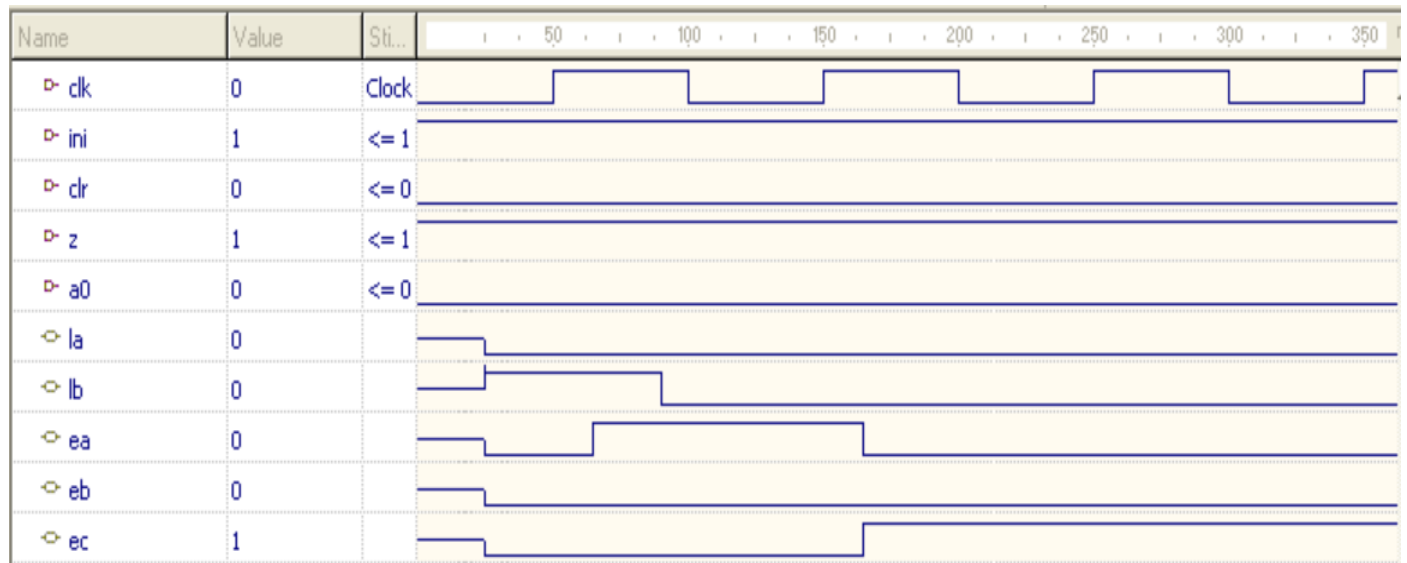 Name Value Sti... 50 100 150 200 250 300 350
clk 0 Clock
ini 1 <= 1
clr 0 <= 0
z 1 <= 1
a0 0 <= 0
la 0
lb 0
ea 0
eb 0
ec 1